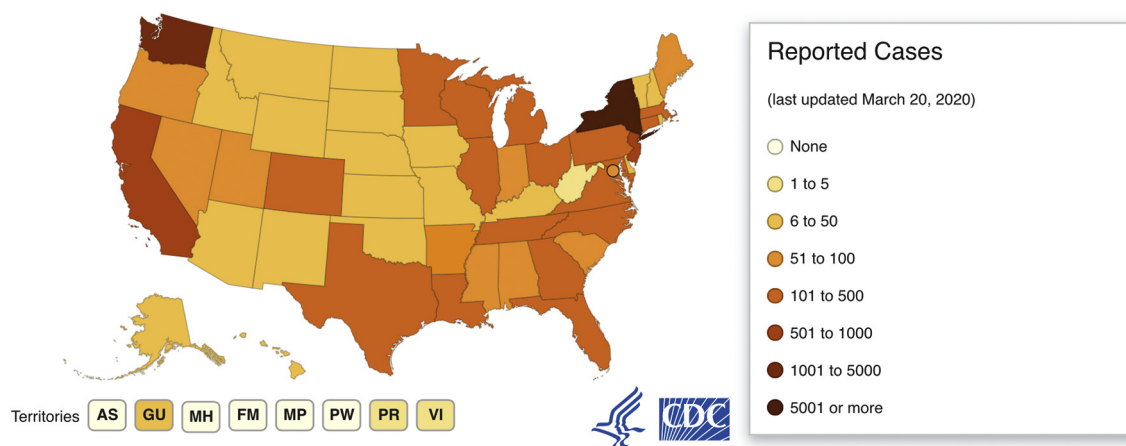 Reported Cases
(last updated March 20, 2020)
None
1 to 5
6 to 50
51 to 100
101 to 500
501 to 1000
1001 to 5000
5001 or more
Territories AS GU MH FM MP PW PR VI
CDC